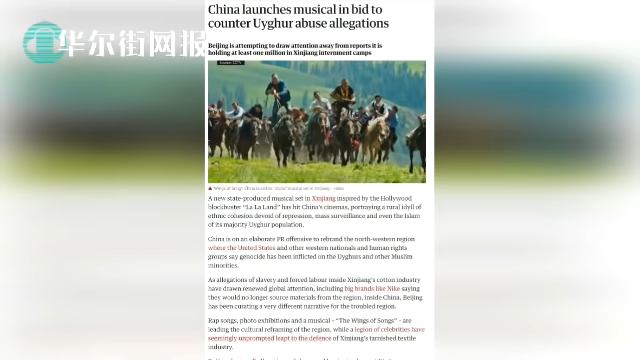 华尔街网报
China launches musical in bid to
counter Uyghur abuse allegations
Beijing is attempting to draw attention away from reports it is
holding at least one million in Xinjiang internment camps
A new state-produced musical set in Xinjiang inspired by the Hollywood
blockbuster "La La Land" has hit China's cinemas, portraying a rural idyll of
ethnic cohesion devoid of repression, mass surveillance and even the Islam
of its majority Uyghur population.
China is on an elaborate PR offensive to rebrand the north-western region
where the United States and other western nationals and human rights
groups say genocide has been inflicted on the Uyghurs and other Muslim
minorities.
As allegations of slavery and forced labour inside Xinjiang's cotton industry
have drawn renewed global attention, including big brands like Nike saying
they would no longer source materials from the region, inside China, Beijing
has been curating a very different narrative for the troubled region.
Rap songs, photo exhibitions and a musical – "The Wings of Songs" – are
leading the cultural reframing of the region, while a legion of celebrities have
seemingly unprompted leapt to the defence of Xinjiang's tarnished textile
industry.